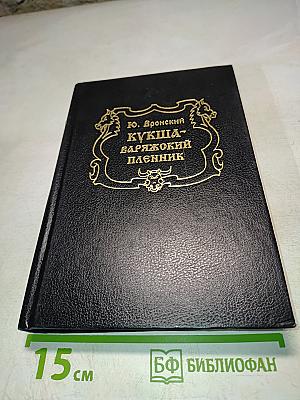 Ю. Вронский
КУКША-
ВАРЯЖСКИЙ
ПЛЕННИК
15 см
БФ БИБЛИОФАН